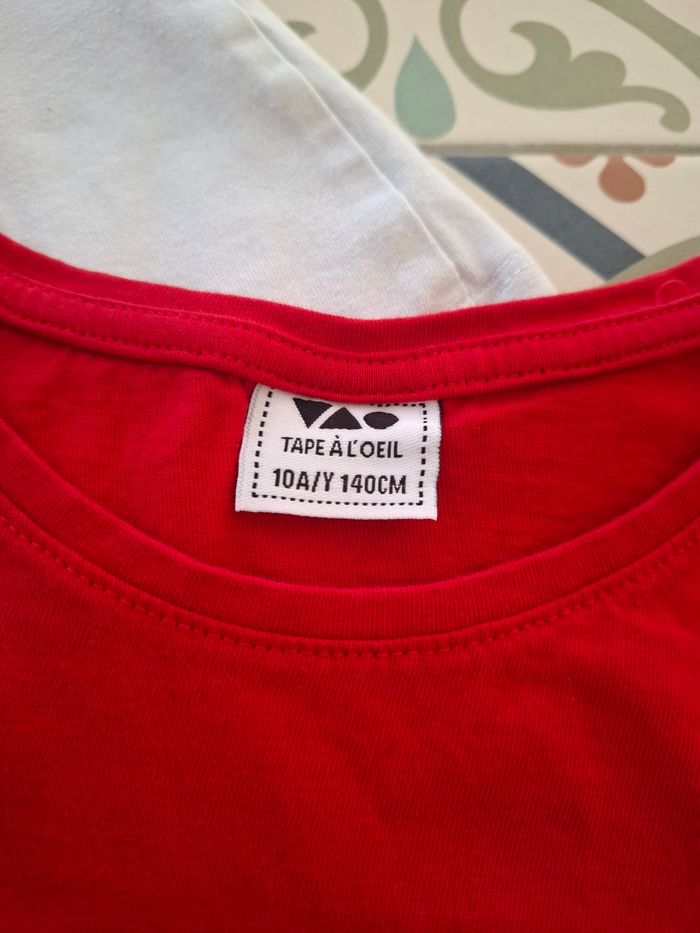 TAPE À L'OEIL
10A/Y 140CM